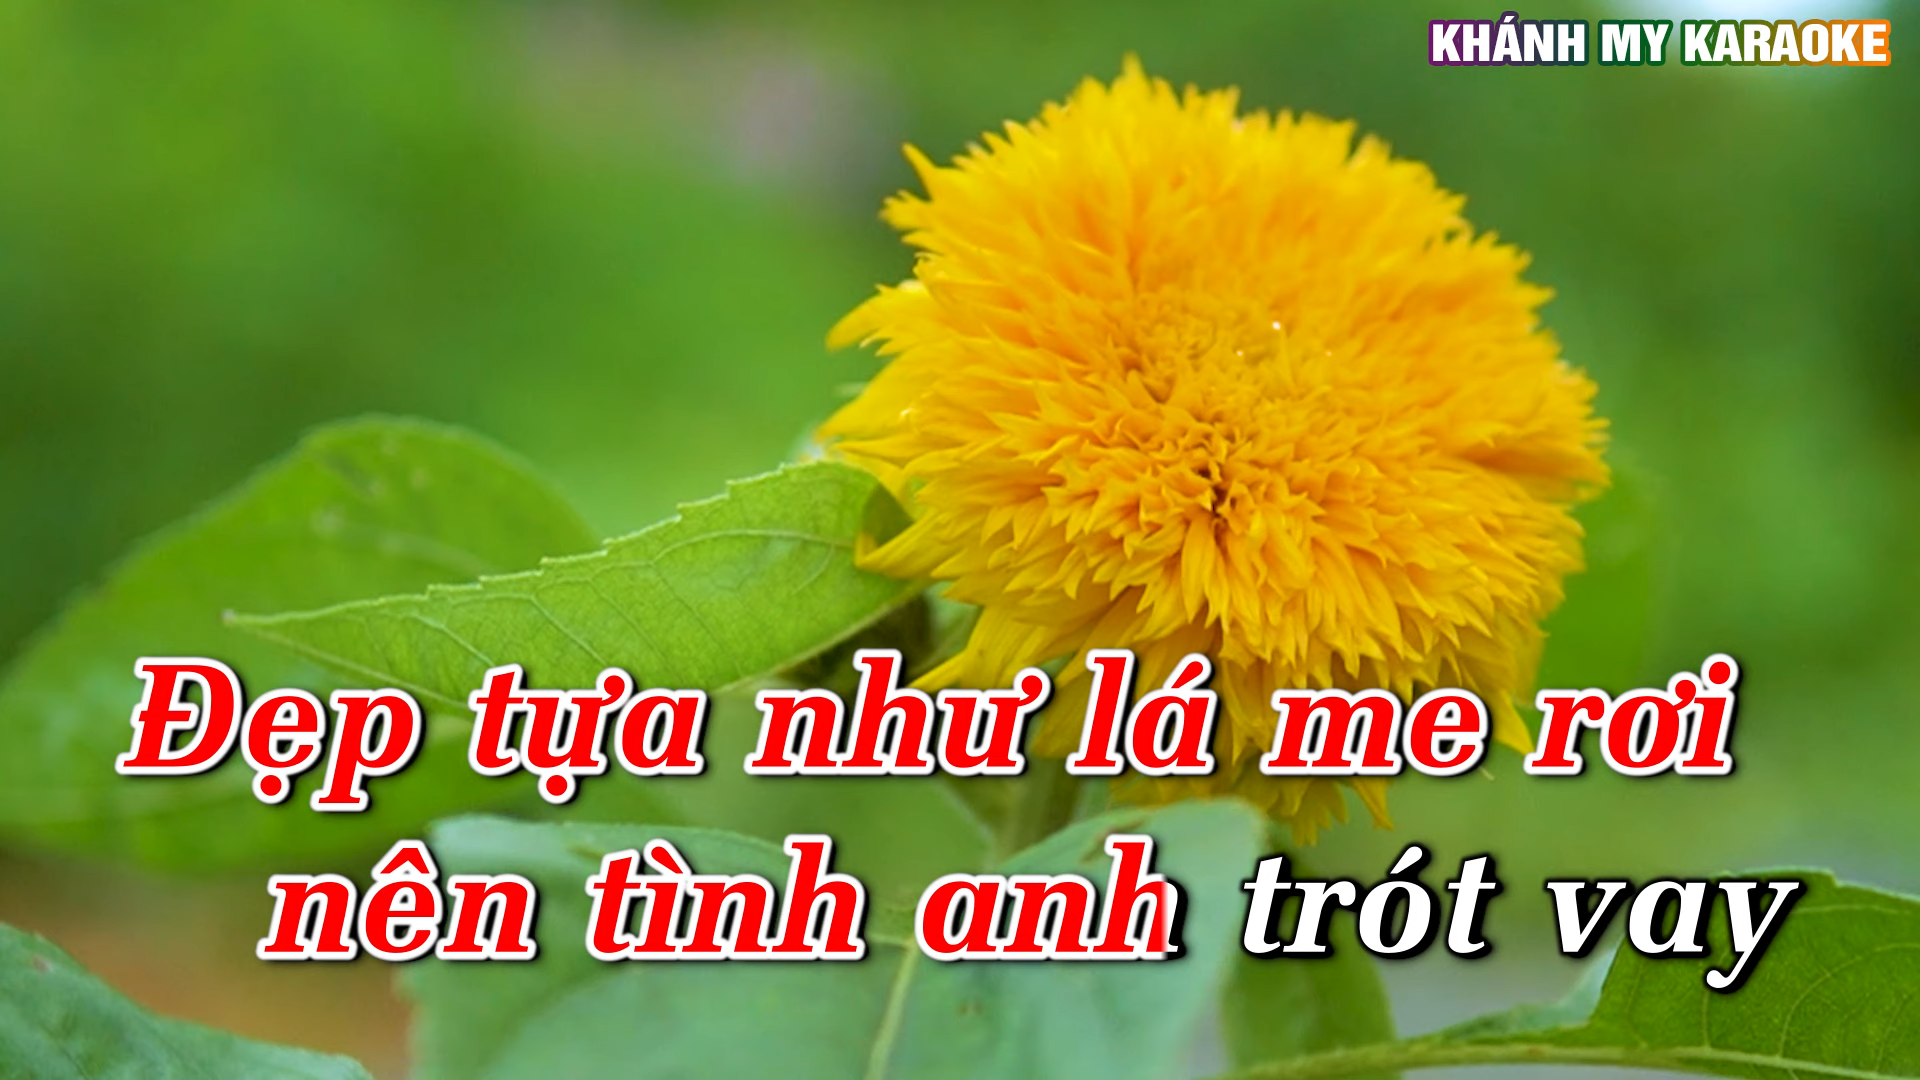 KHÁNH MY KARAOKE
Đẹp tựa như lá me rơi
nên tình anh trót vay